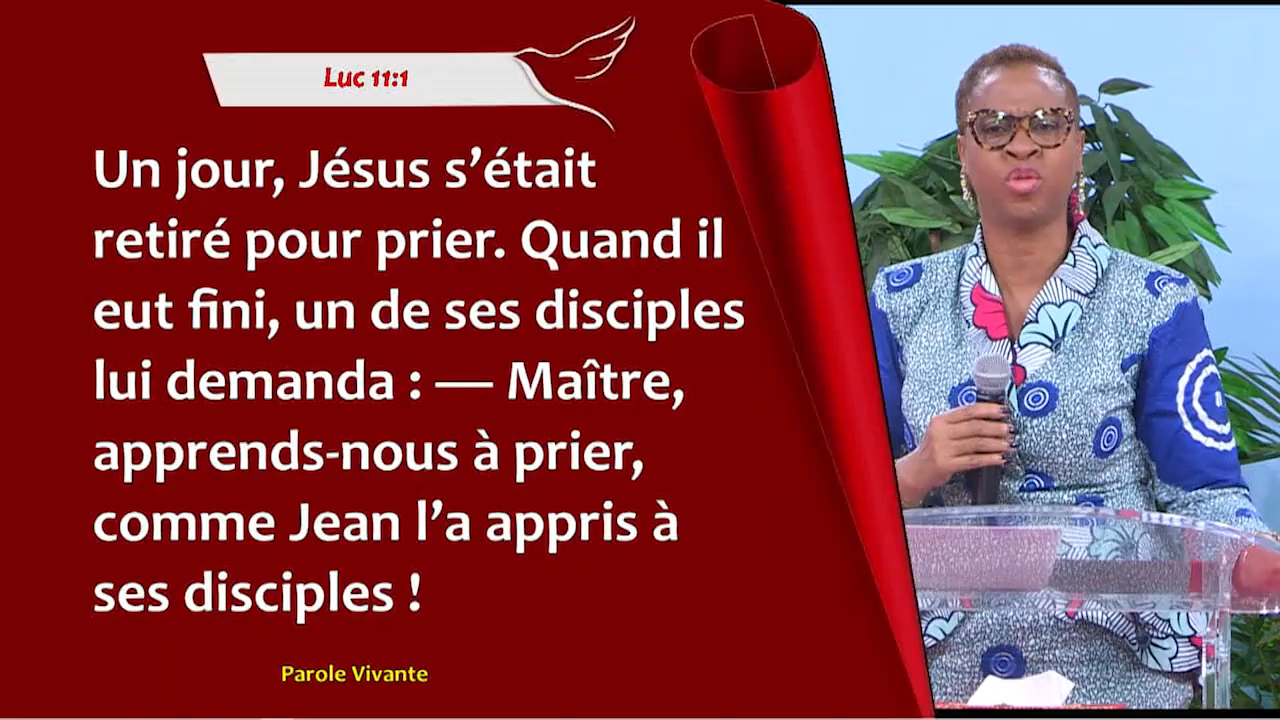 Luc 11:1
Un jour, Jésus s’était
retiré pour prier. Quand il
eut fini, un de ses disciples
lui demanda : — Maître,
apprends-nous à prier,
comme Jean l’a appris à
ses disciples !
Parole Vivante